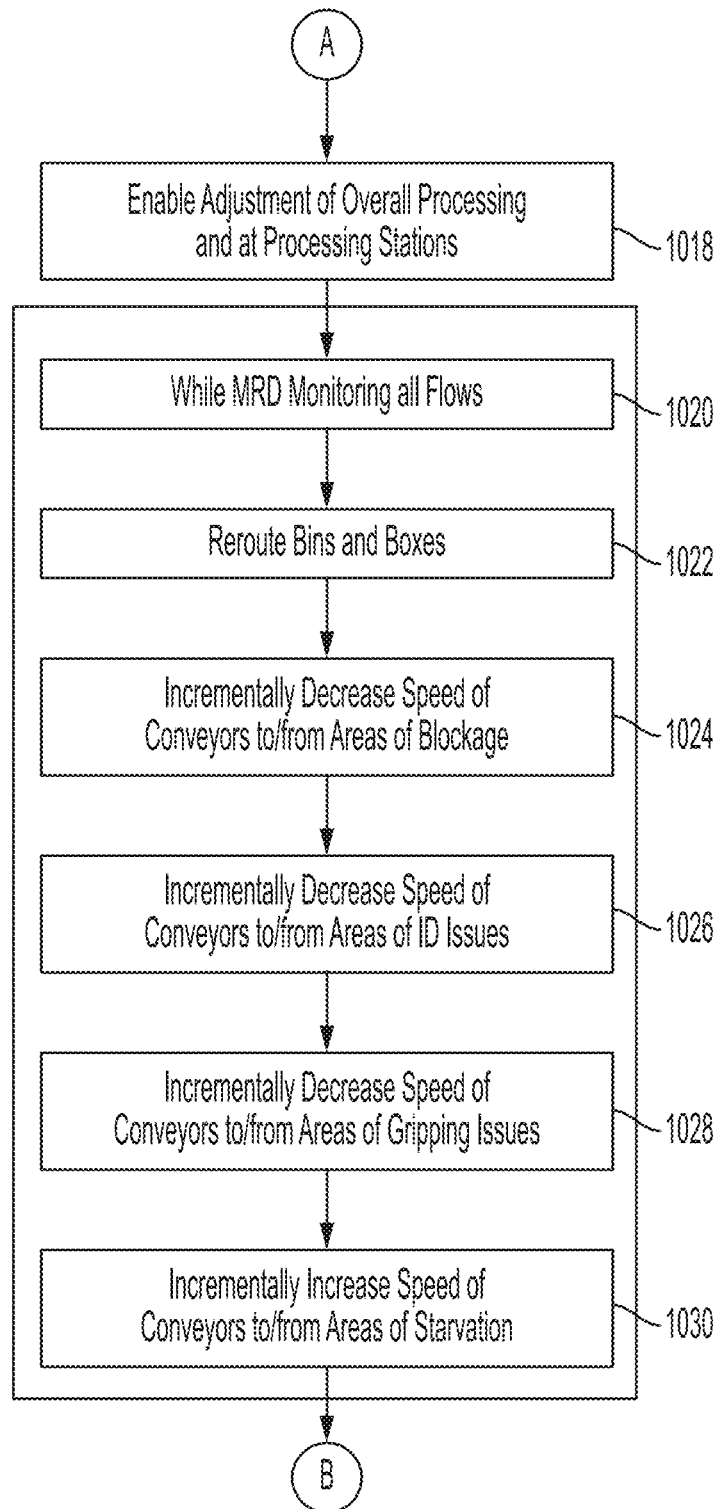 A
Enable Adjustment of Overall Processing
and at Processing Stations
1018
While MRD Monitoring all Flows
1020
Reroute Bins and Boxes
1022
Incrementally Decrease Speed of
Conveyors to/from Areas of Blockage
1024
Incrementally Decrease Speed of
Conveyors to/from Areas of ID Issues
1026
Incrementally Decrease Speed of
Conveyors to/from Areas of Gripping Issues
1028
Incrementally Increase Speed of
Conveyors to/from Areas of Starvation
1030
B